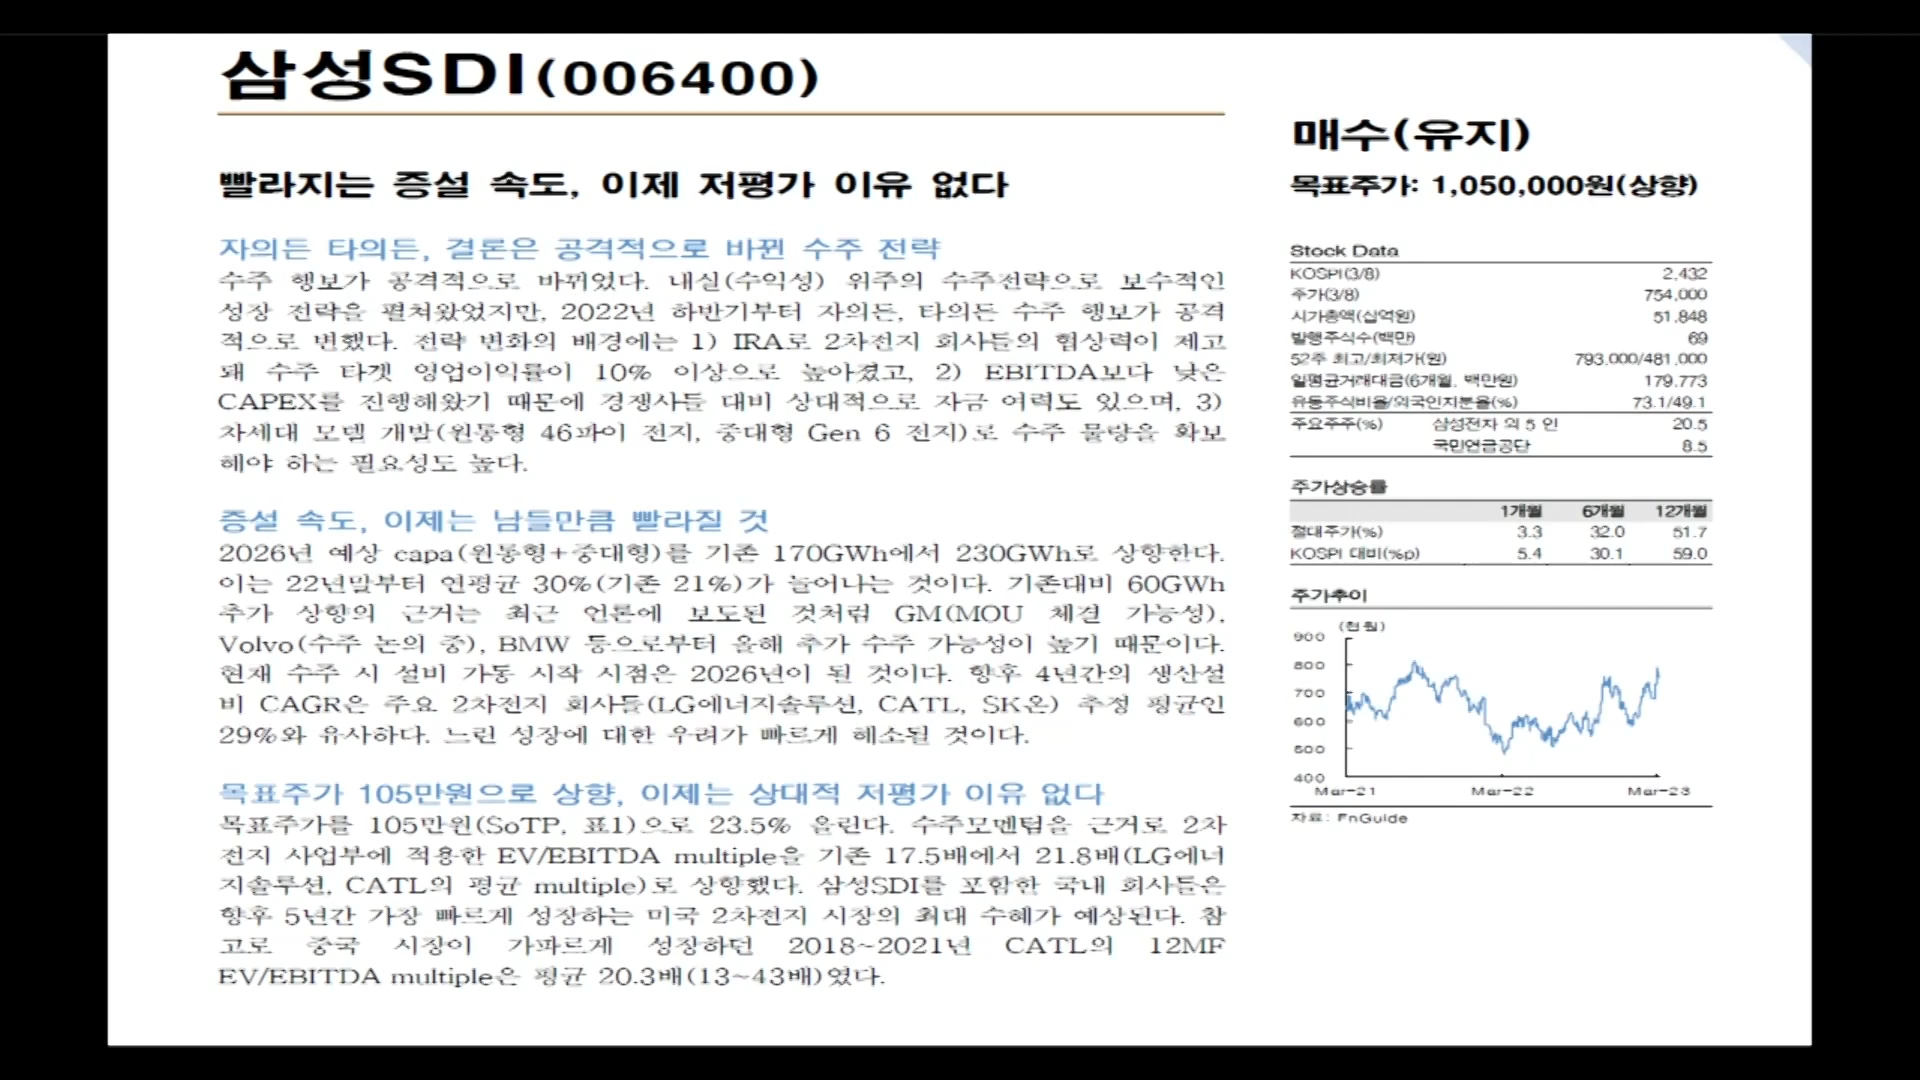 삼성SDI(006400)
빨라지는 증설 속도, 이제 저평가 이유 없다
자의든 타의든, 결론은 공격적으로 바뀐 수주 전략
수주 행보가 공격적으로 바뀌었다. 내실(수익성) 위주의 수주전략으로 보수적인
성장 전략을 펼쳐왔었지만, 2022년 하반기부터 자의든, 타의든 수주 행보가 공격
적으로 변했다. 전략 변화의 배경에는 1) IRA로 2차전지 회사들의 협상력이 제고
돼 수주 타겟 영업이익률이 10% 이상으로 높아졌고, 2) EBITDA보다 낮은
CAPEX를 진행해왔기 때문에 경쟁사들 대비 상대적으로 자금 여력도 있으며, 3)
차세대 모델 개발(원통형 46파이 전지, 중대형 Gen 6 전지)로 수주 물량을 확보
해야 하는 필요성도 높다.
증설 속도, 이제는 남들만큼 빨라질 것
2026년 예상 capa(원통형+중대형)를 기존 170GWh에서 230GWh로 상향한다.
이는 22년말부터 연평균 30%(기존 21%)가 늘어나는 것이다. 기존대비 60GWh
추가 상향의 근거는 최근 언론에 보도된 것처럼 GM(MOU 체결 가능성),
Volvo(수주 논의 중), BMW 등으로부터 올해 추가 수주 가능성이 높기 때문이다.
현재 수주 시 설비 가동 시작 시점은 2026년이 될 것이다. 향후 4년간의 생산설
비 CAGR은 주요 2차전지 회사들(LG에너지솔루션, CATL, SK온) 추정 평균인
29%와 유사하다. 느린 성장에 대한 우려가 빠르게 해소될 것이다.
목표주가 105만원으로 상향, 이제는 상대적 저평가 이유 없다
목표주가를 105만원(SoTP, 표1)으로 23.5% 올린다. 수주모멘텀을 근거로 2차
전지 사업부에 적용한 EV/EBITDA multiple을 기존 17.5배에서 21.8배(LG에너
지솔루션, CATL의 평균 multiple)로 상향했다. 삼성SDI를 포함한 국내 회사들은
향후 5년간 가장 빠르게 성장하는 미국 2차전지 시장의 최대 수혜가 예상된다. 참
고로 중국 시장이 가파르게 성장하던 2018~2021년 CATL의 12MF
EV/EBITDA multiple은 평균 20.3배(13~43배)였다.
매수(유지)
목표주가: 1,050,000원(상향)
Stock Data
KOSPI(3/8) 2,432
주가(3/8) 754,000
시가총액(십억원) 51,848
발행주식수(백만) 69
52주 최고/최저가(원) 793,000/481,000
일평균거래대금(6개월, 백만원) 179,773
유동주식비율/외국인지분율(%) 73.1/49.1
주요주주(%) 삼성전자 외 5 인 20.5
국민연금공단 8.5
주가상승률
1개월 6개월 12개월
절대주가(%) 3.3 32.0 51.7
KOSPI 대비(%p) 5.4 30.1 59.0
주가추이
(천원)
900
800
700
600
500
400
Mar-21 Mar-22 Mar-23
자료: FnGuide